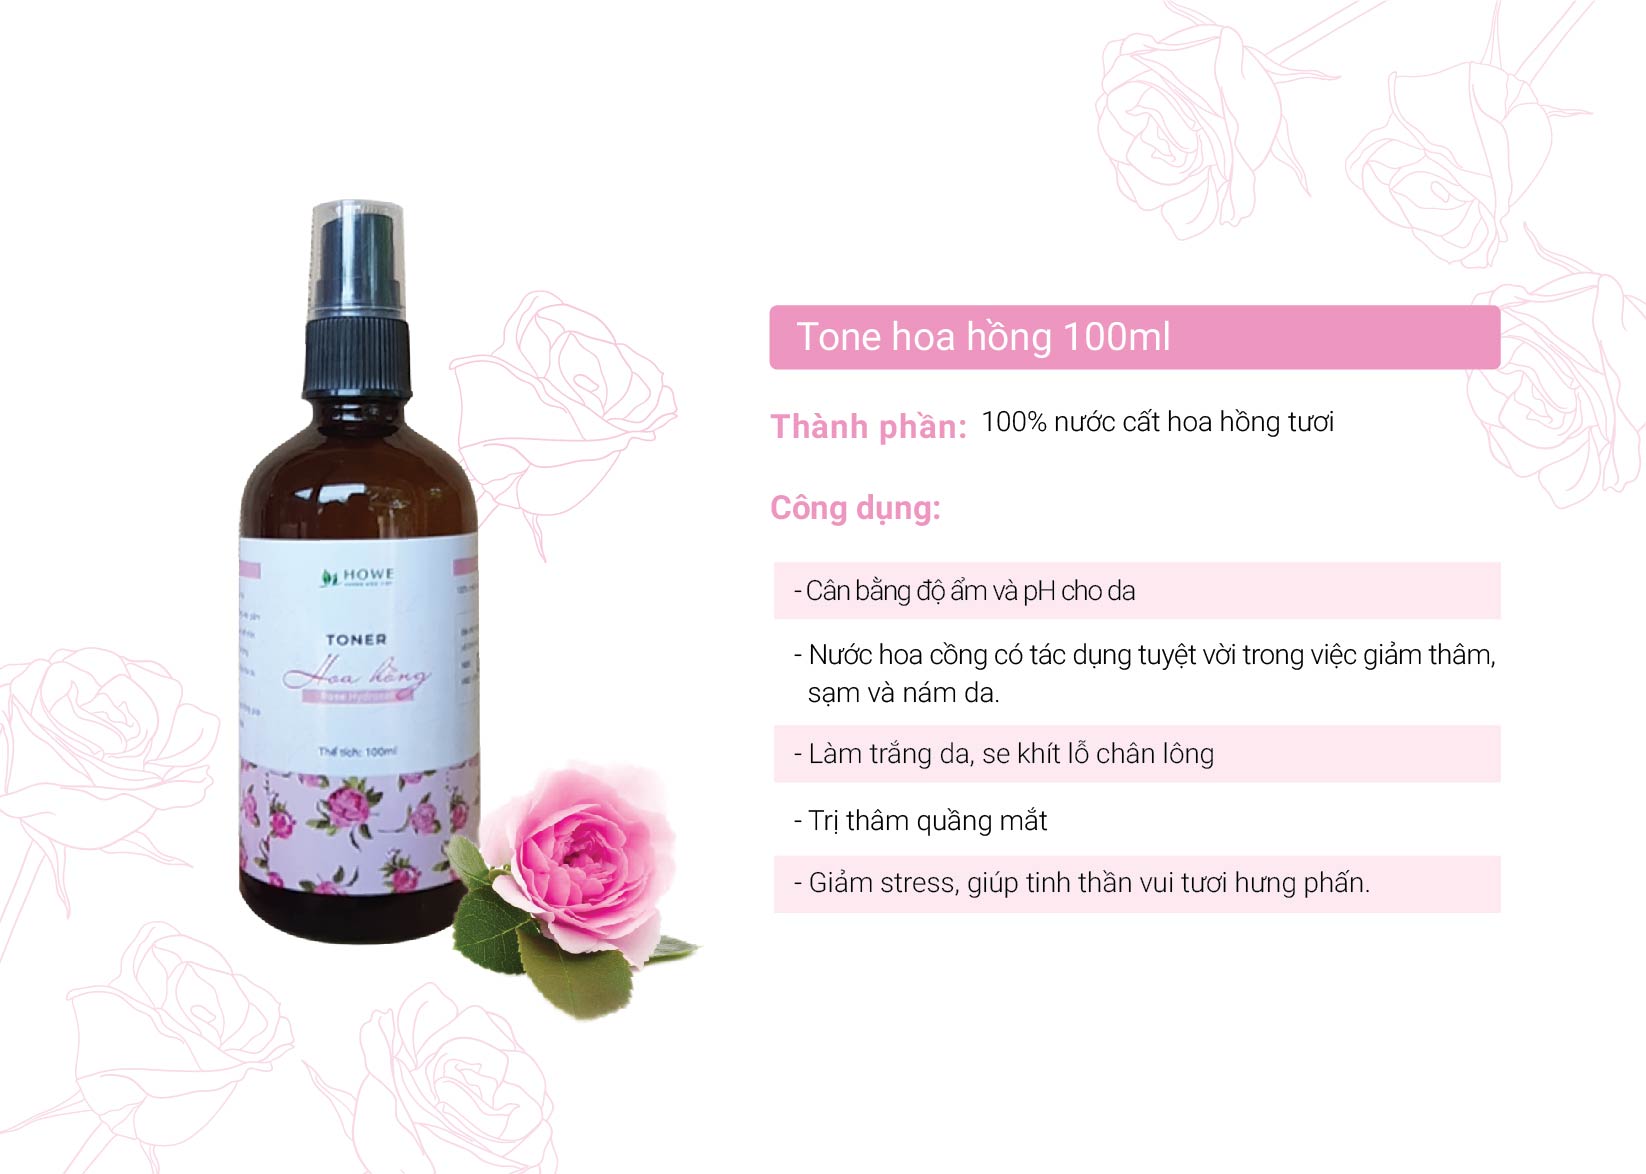 HOWE
TONER
Hoa hồng
Rose Hydrosol
Thể tích: 100ml
Tone hoa hồng 100ml
Thành phần: 100% nước cất hoa hồng tươi
Công dụng:
- Cân bằng độ ẩm và pH cho da
- Nước hoa cồng có tác dụng tuyệt vời trong việc giảm thâm,
sạm và nám da.
- Làm trắng da, se khít lỗ chân lông
- Trị thâm quầng mắt
- Giảm stress, giúp tinh thần vui tươi hưng phấn.